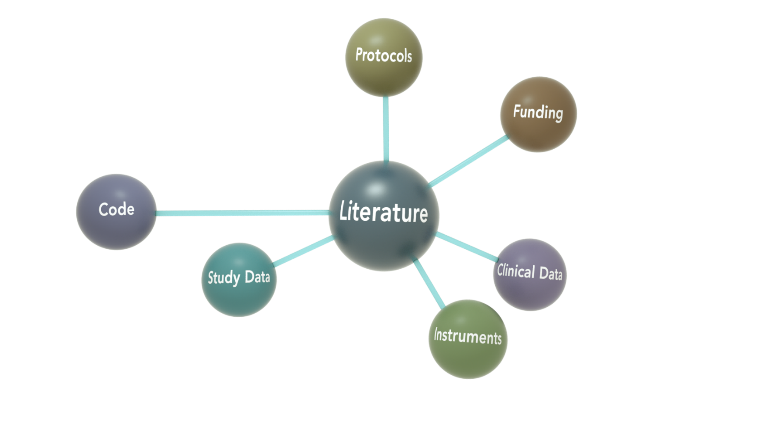 Protocols
Funding
Code
Literature
Study Data
Clinical Data
Instruments